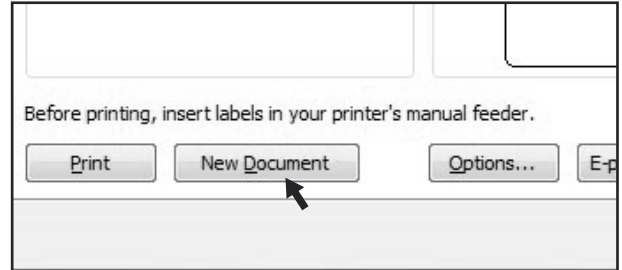 Before printing, insert labels in your printer's manual feeder.
Print New Document Options... E-p